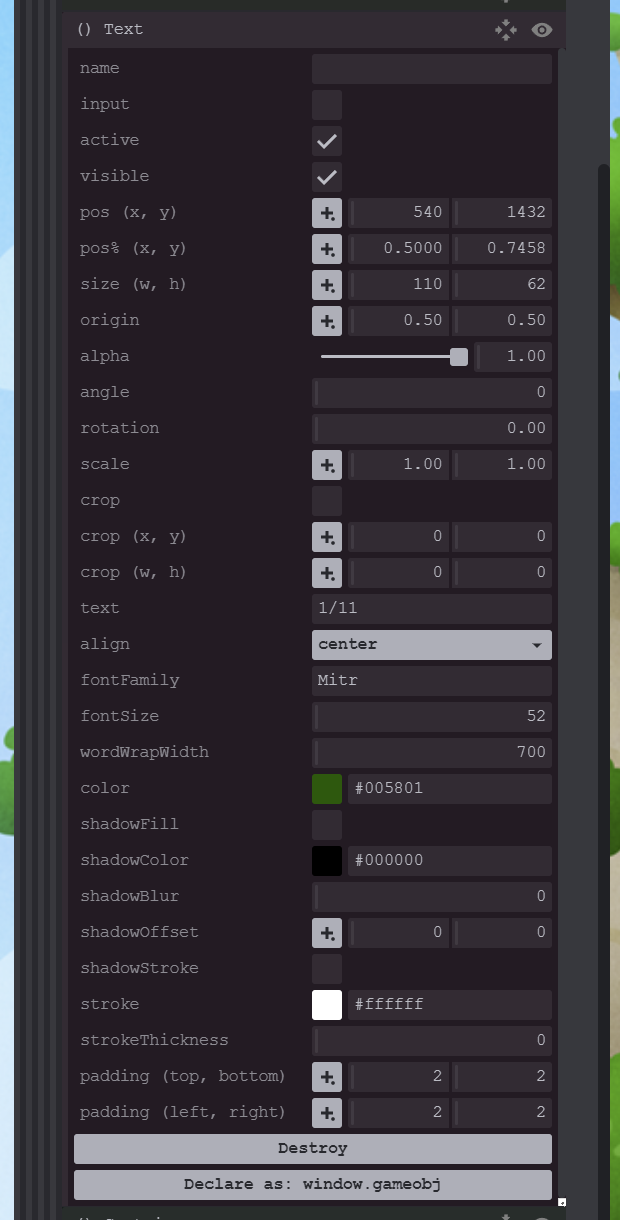 () Text
name
input
active
visible
pos (x, y) 540 1432
pos% (x, y) 0.5000 0.7458
size (w, h) 110 62
origin 0.50 0.50
alpha 1.00
angle 0
rotation 0.00
scale 1.00 1.00
crop
crop (x, y) 0 0
crop (w, h) 0 0
text 1/11
align center
fontFamily Mitr
fontSize 52
wordWrapWidth 700
color #005801
shadowFill
shadowColor #000000
shadowBlur 0
shadowOffset 0 0
shadowStroke
stroke #ffffff
strokeThickness 0
padding (top, bottom) 2 2
padding (left, right) 2 2
Destroy
Declare as: window.gameobj